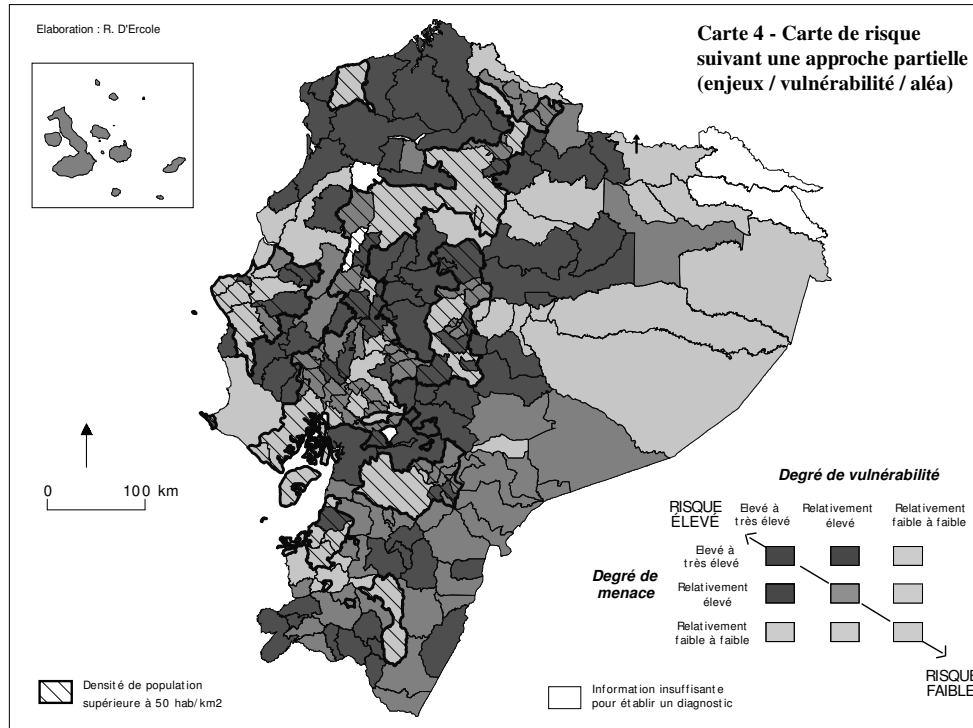 Elaboration : R. D'Ercole
Carte 4 - Carte de risque
suivant une approche partielle
(enjeux / vulnérabilité / aléa)
0 100 km
Degré de vulnérabilité
RISQUE
ÉLEVÉ
Elevé à
très élevé
Relativement
élevé
Relativement
faible à faible
Degré de
menace
Elevé à
très élevé
Relativement
élevé
Relativement
faible à faible
RISQUE
FAIBLE
Densité de population
supérieure à 50 hab/km2
Information insuffisante
pour établir un diagnostic